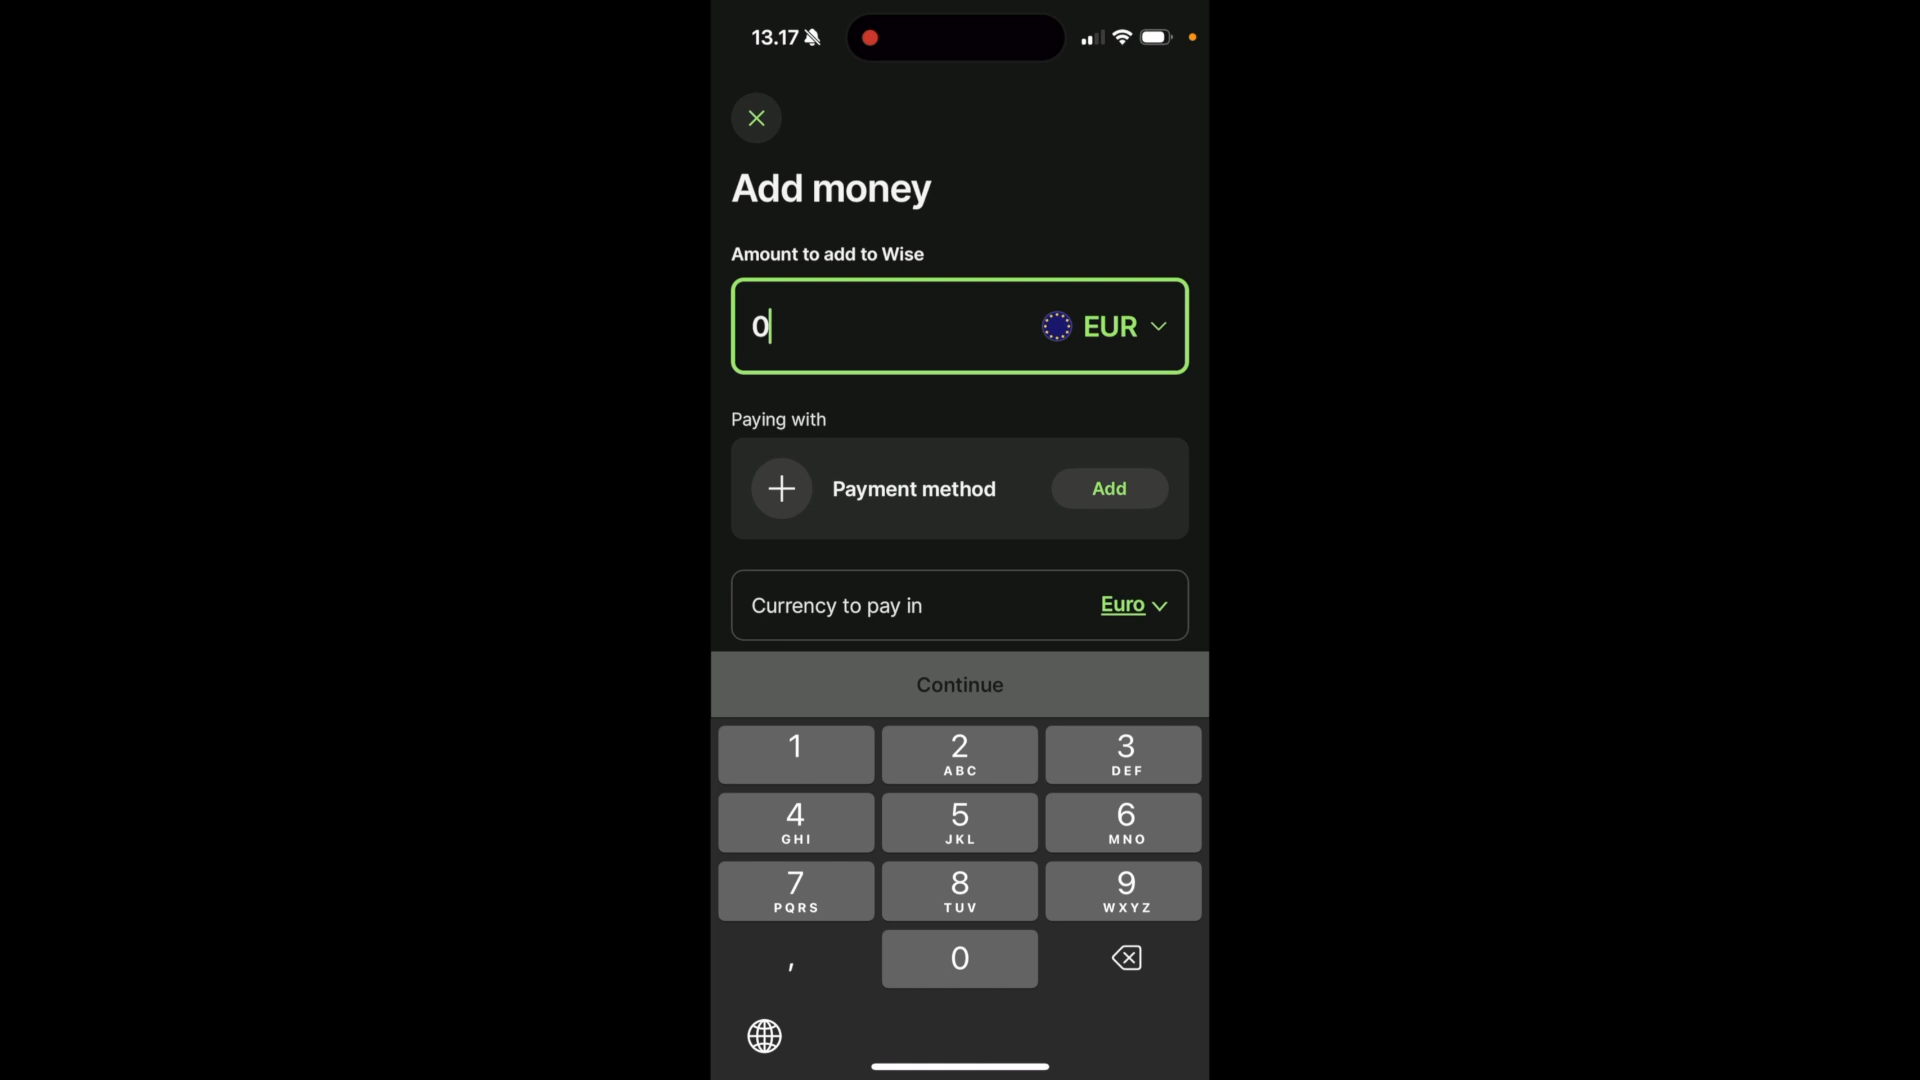 13.17
Add money
Amount to add to Wise
0 EUR
Paying with
Payment method Add
Currency to pay in Euro
Continue
1 2 3
ABC DEF
4 5 6
GHI JKL MNO
7 8 9
PQRS TUV WXYZ
, 0